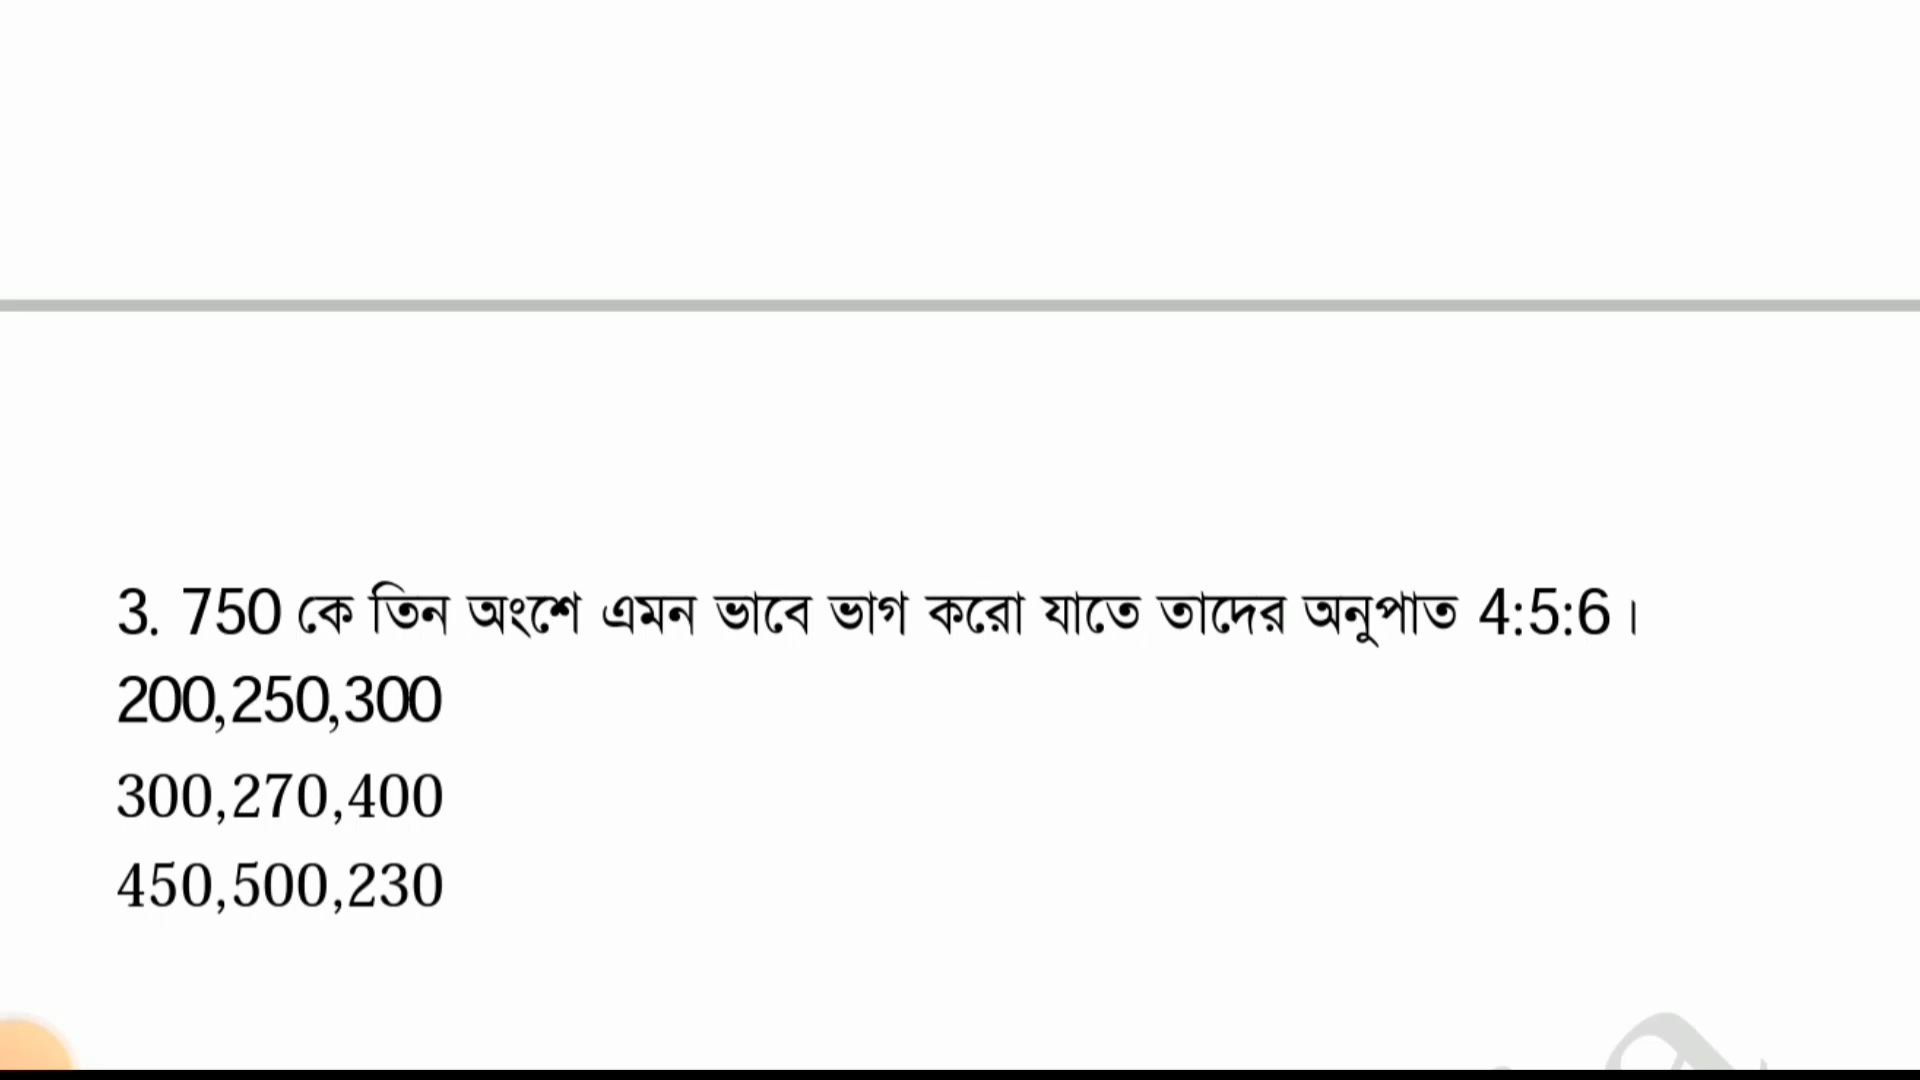 3. 750 কে তিন অংশে এমন ভাবে ভাগ করো যাতে তাদের অনুপাত 4:5:6।
200,250,300
300,270,400
450,500,230